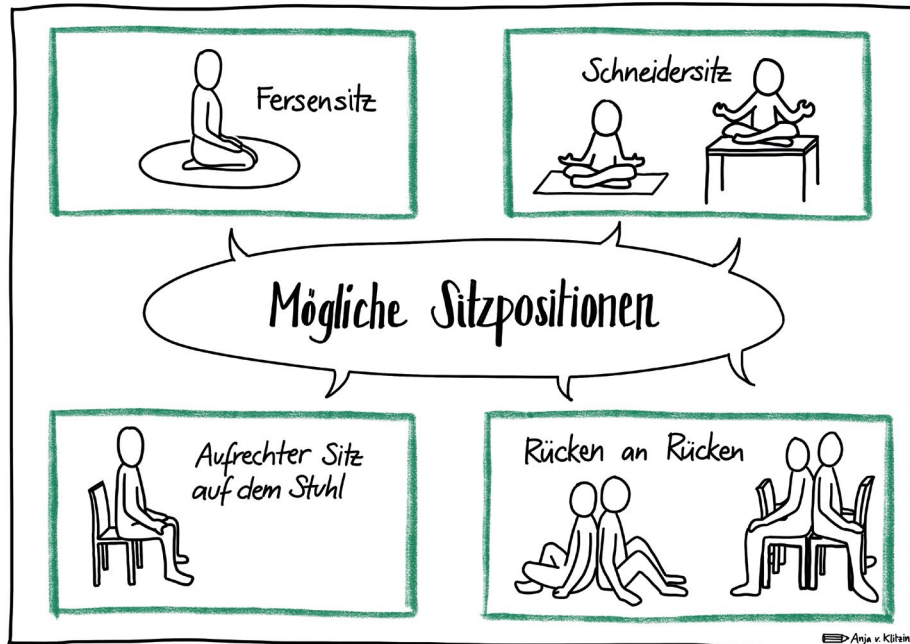 Fersensitz
Schneidersitz
Mögliche Sitzpositionen
Aufrechter Sitz
auf dem Stuhl
Rücken an Rücken
Anja v. Klitzin